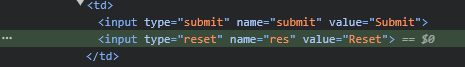 ▼<td>
<input type="submit" name="submit" value="Submit">
··· <input type="reset" name="res" value="Reset"> == $0
</td>